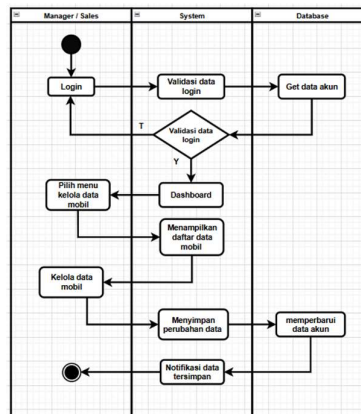 Manager / Sales
System
Database
Login
Validasi data
login
Get data akun
Validasi data
login
T
Y
Dashboard
Pilih menu
kelola data
mobil
Menampilkan
daftar data
mobil
Kelola data
mobil
Menyimpan
perubahan data
memperbarui
data akun
Notifikasi data
tersimpan